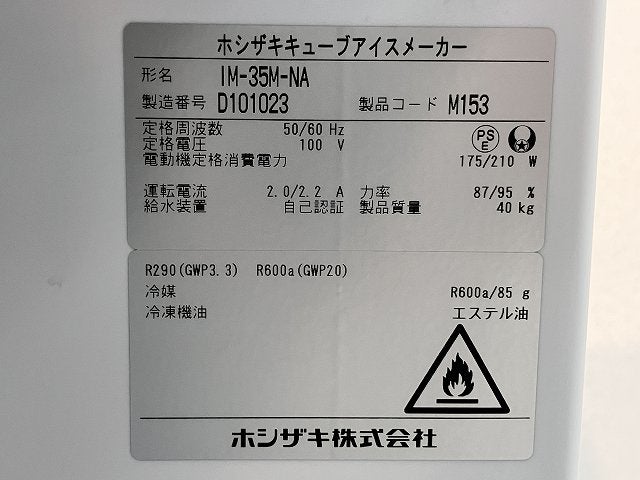 ホシザキキューブアイスメーカー
形名 IM-35M-NA
製造番号 D101023 製品コード M153
定格周波数 50/60 Hz
定格電圧 100 V
電動機定格消費電力 175/210 W
PS E
運転電流 2.0/2.2 A 力率 87/95 %
給水装置 自己認証 製品質量 40 kg
R290(GWP3.3) R600a(GWP20)
冷媒 R600a/85 g
冷凍機油 エステル油
ホシザキ株式会社